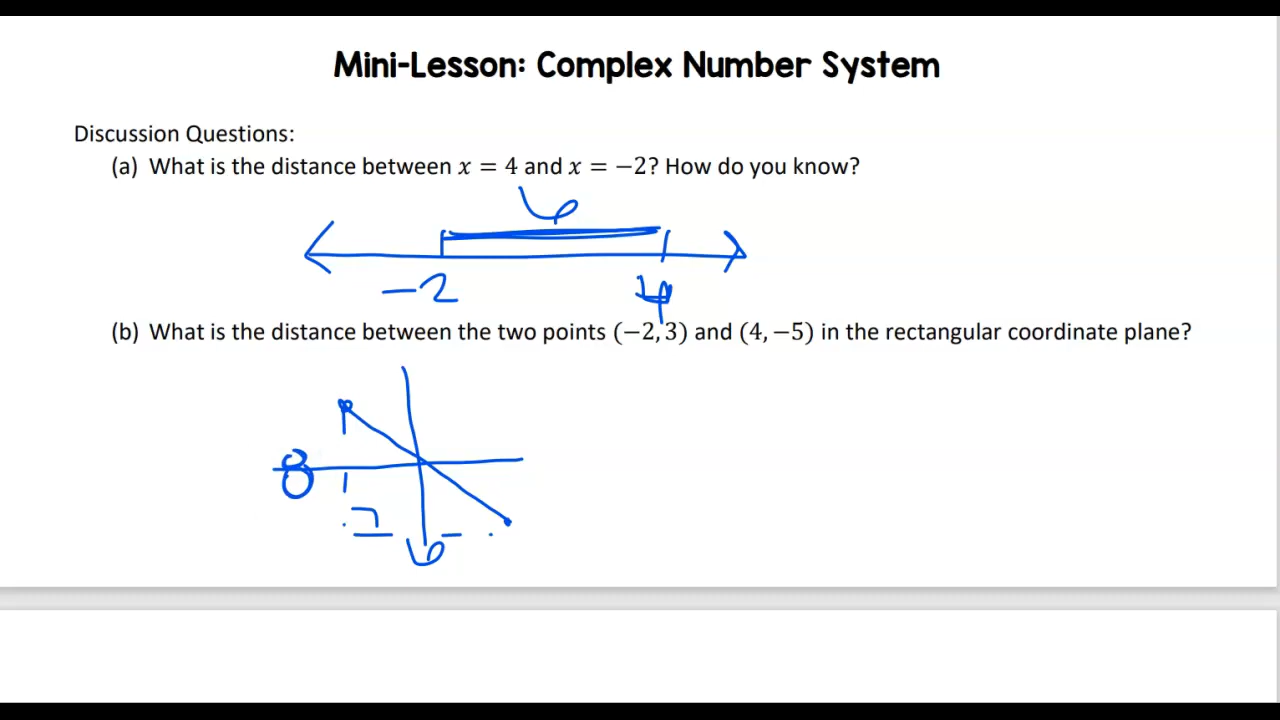 Mini-Lesson: Complex Number System
Discussion Questions:
(a) What is the distance between x = 4 and x = −2? How do you know?
6
−2 4
(b) What is the distance between the two points (−2, 3) and (4, −5) in the rectangular coordinate plane?
8
6